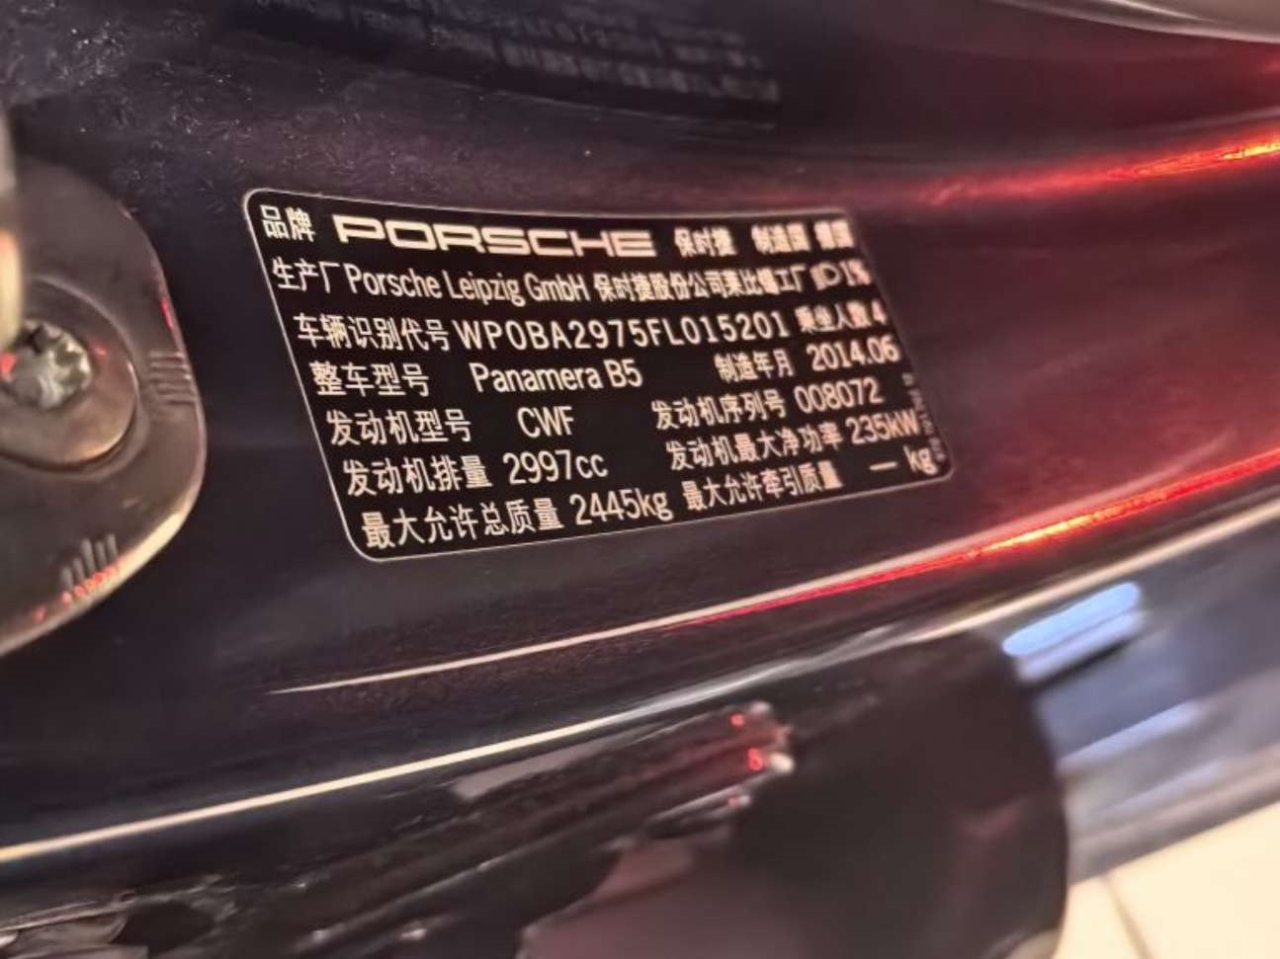 品牌 PORSCHE 保时捷 制造国 德国
生产厂 Porsche Leipzig GmbH 保时捷股份公司莱比锡工厂
车辆识别代号 WP0BA2975FL015201 乘坐人数 4
整车型号 Panamera B5 制造年月 2014.06
发动机型号 CWF 发动机序列号 008072
发动机排量 2997cc 发动机最大净功率 235kW
最大允许总质量 2445kg 最大允许牵引质量 — kg